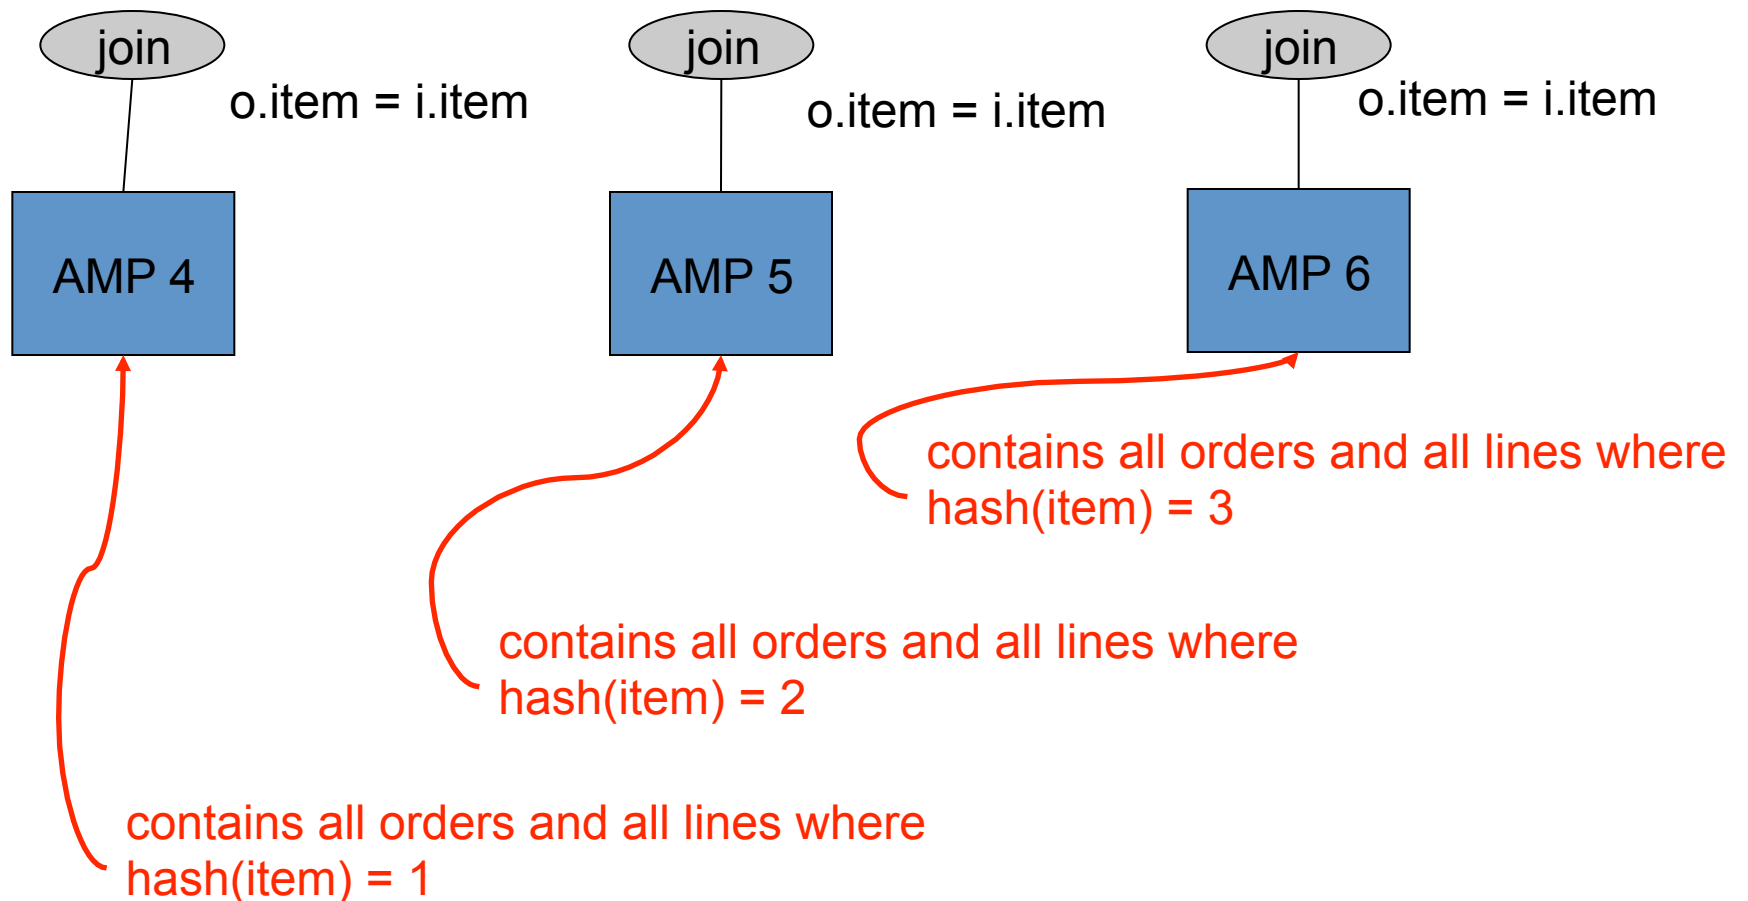 join
join
join
o.item = i.item
o.item = i.item
o.item = i.item
AMP 4
AMP 5
AMP 6
contains all orders and all lines where
hash(item) = 3
contains all orders and all lines where
hash(item) = 2
contains all orders and all lines where
hash(item) = 1